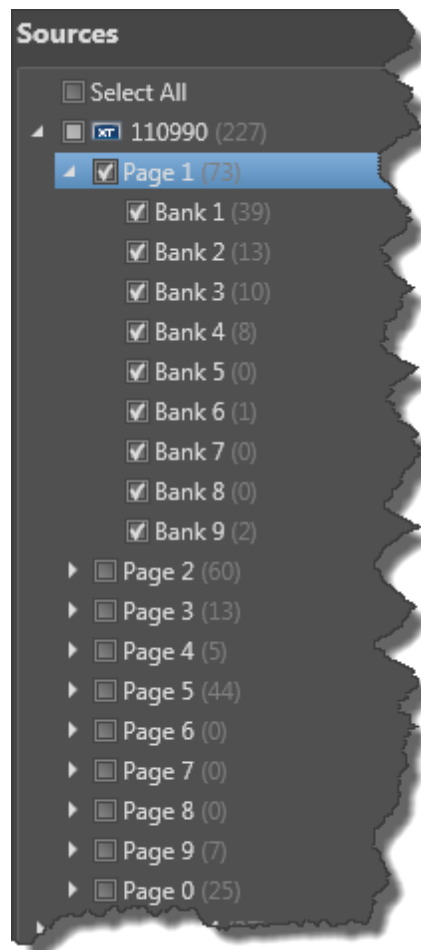 Sources
Select All
XT 110990 (227)
Page 1 (73)
Bank 1 (39)
Bank 2 (13)
Bank 3 (10)
Bank 4 (8)
Bank 5 (0)
Bank 6 (1)
Bank 7 (0)
Bank 8 (0)
Bank 9 (2)
Page 2 (60)
Page 3 (13)
Page 4 (5)
Page 5 (44)
Page 6 (0)
Page 7 (0)
Page 8 (0)
Page 9 (7)
Page 0 (25)